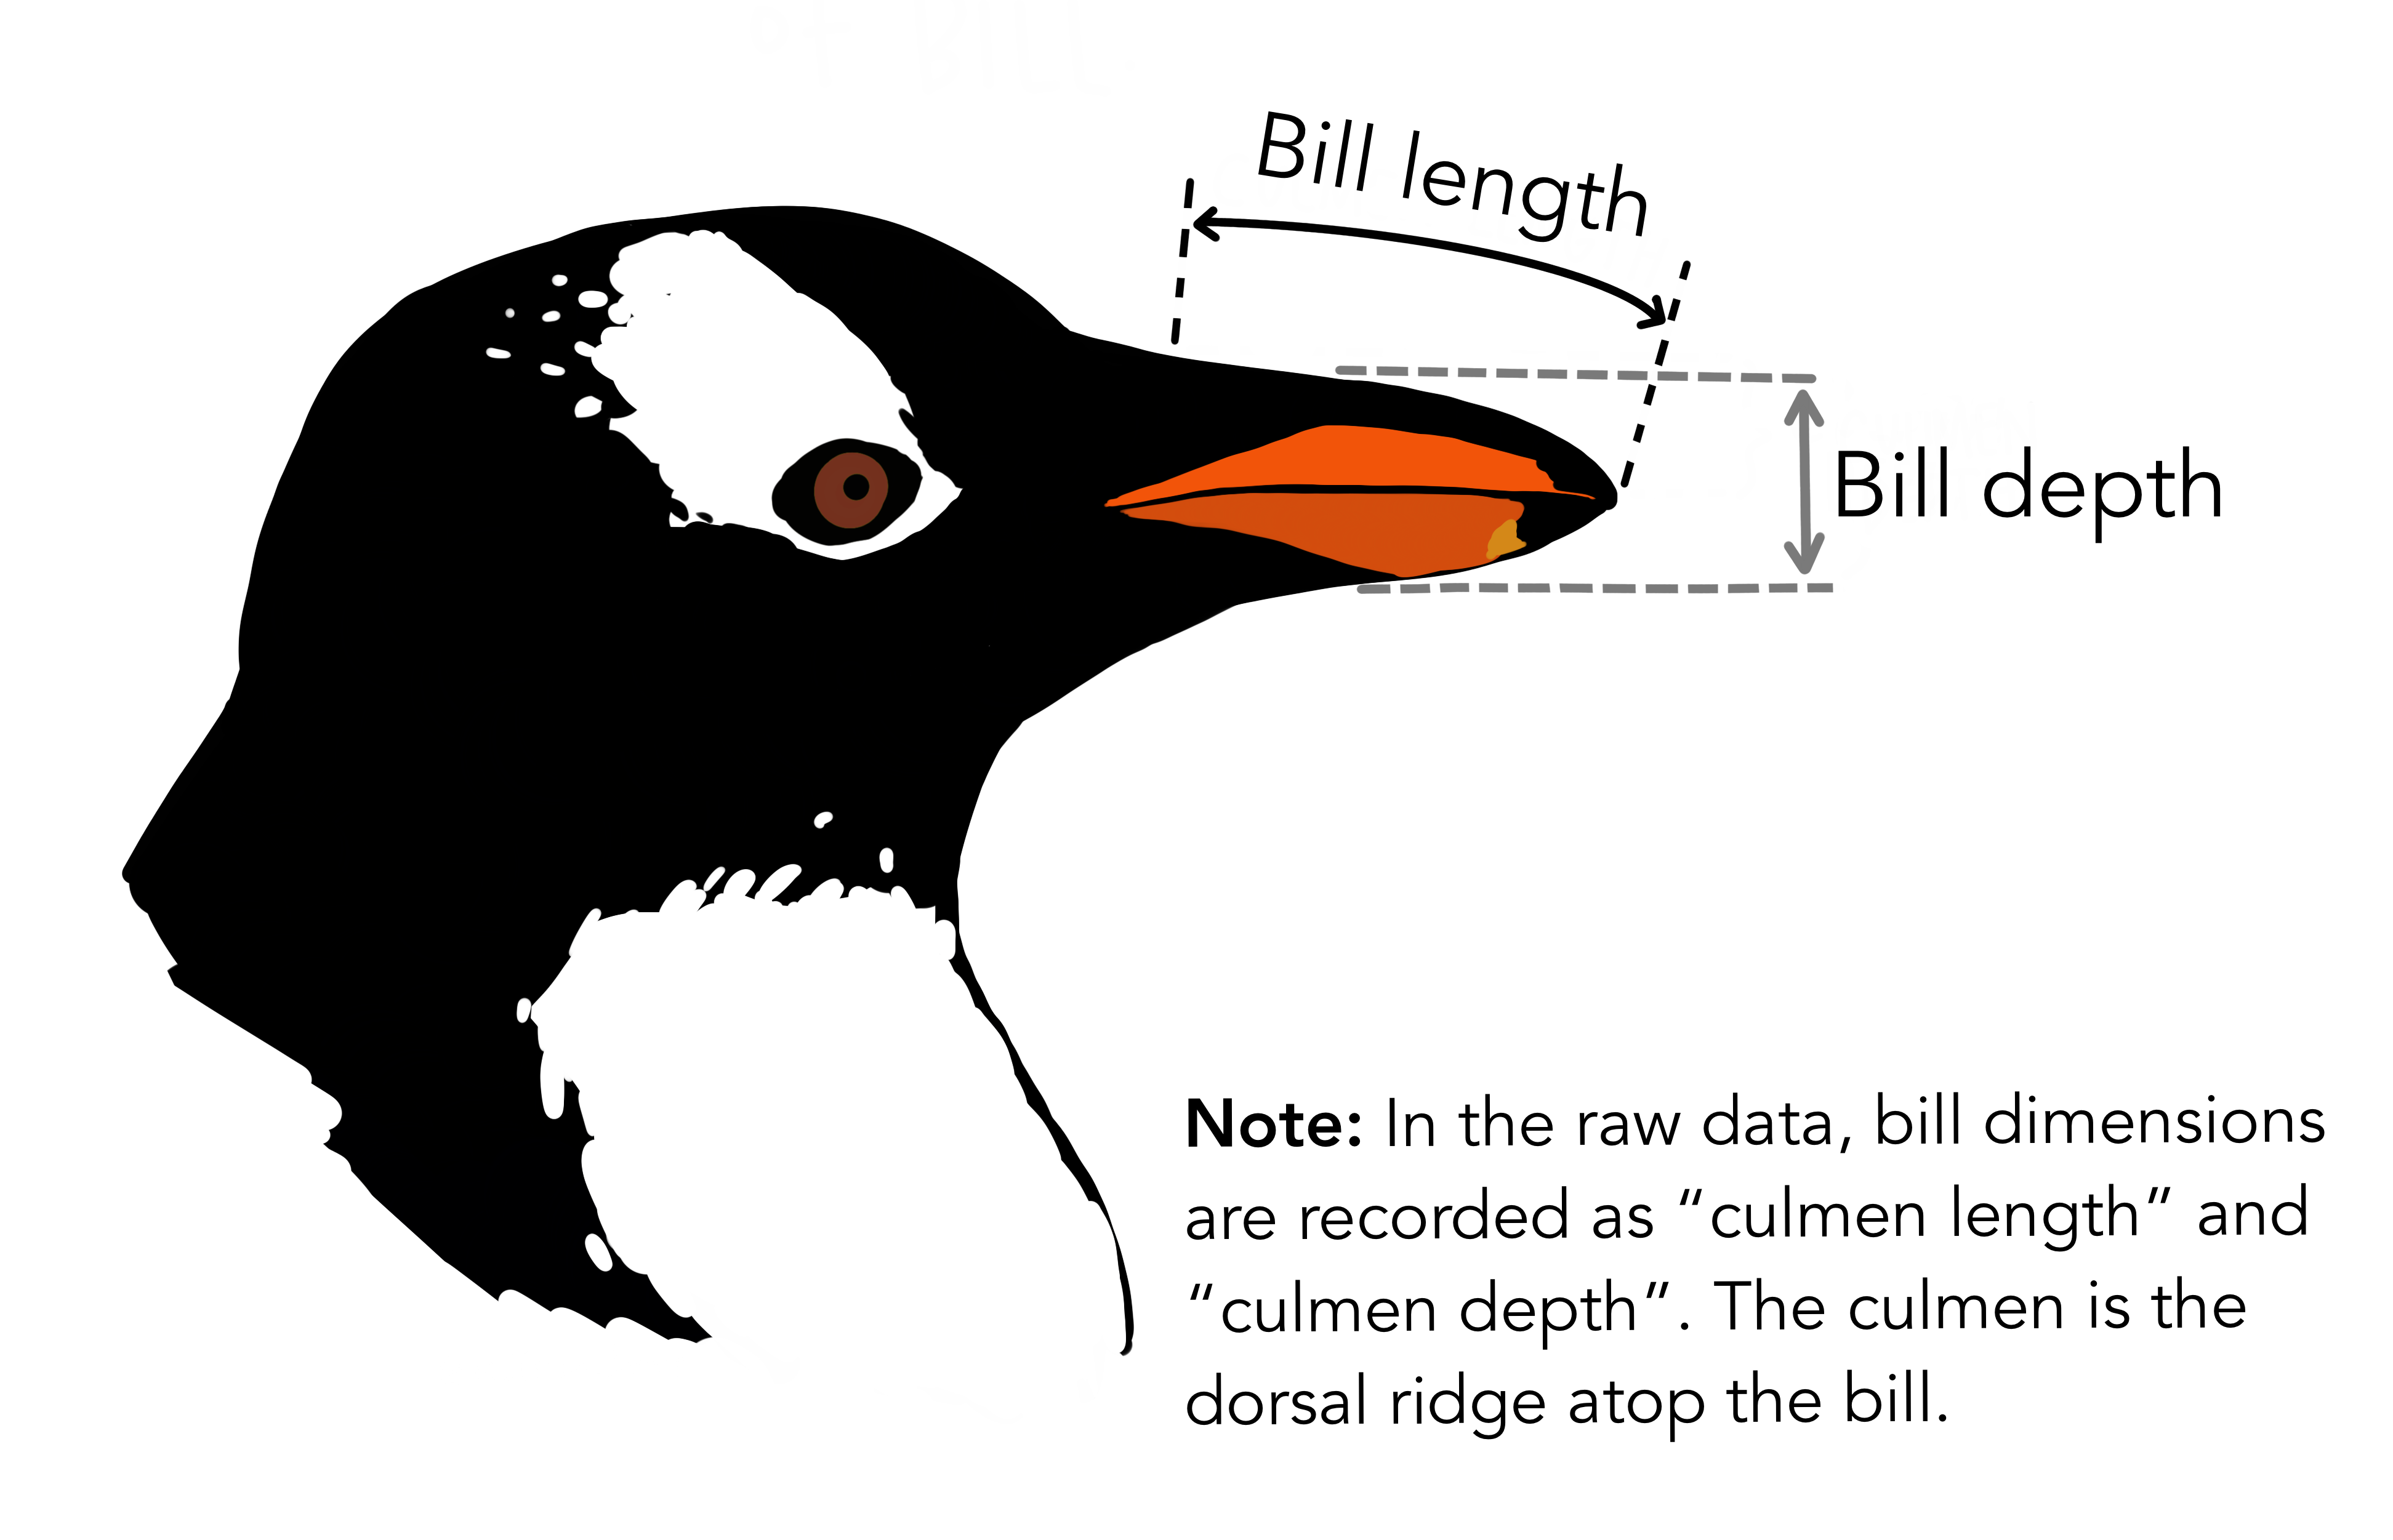 Bill length
Bill depth
Note: In the raw data, bill dimensions
are recorded as “culmen length” and
“culmen depth”. The culmen is the
dorsal ridge atop the bill.